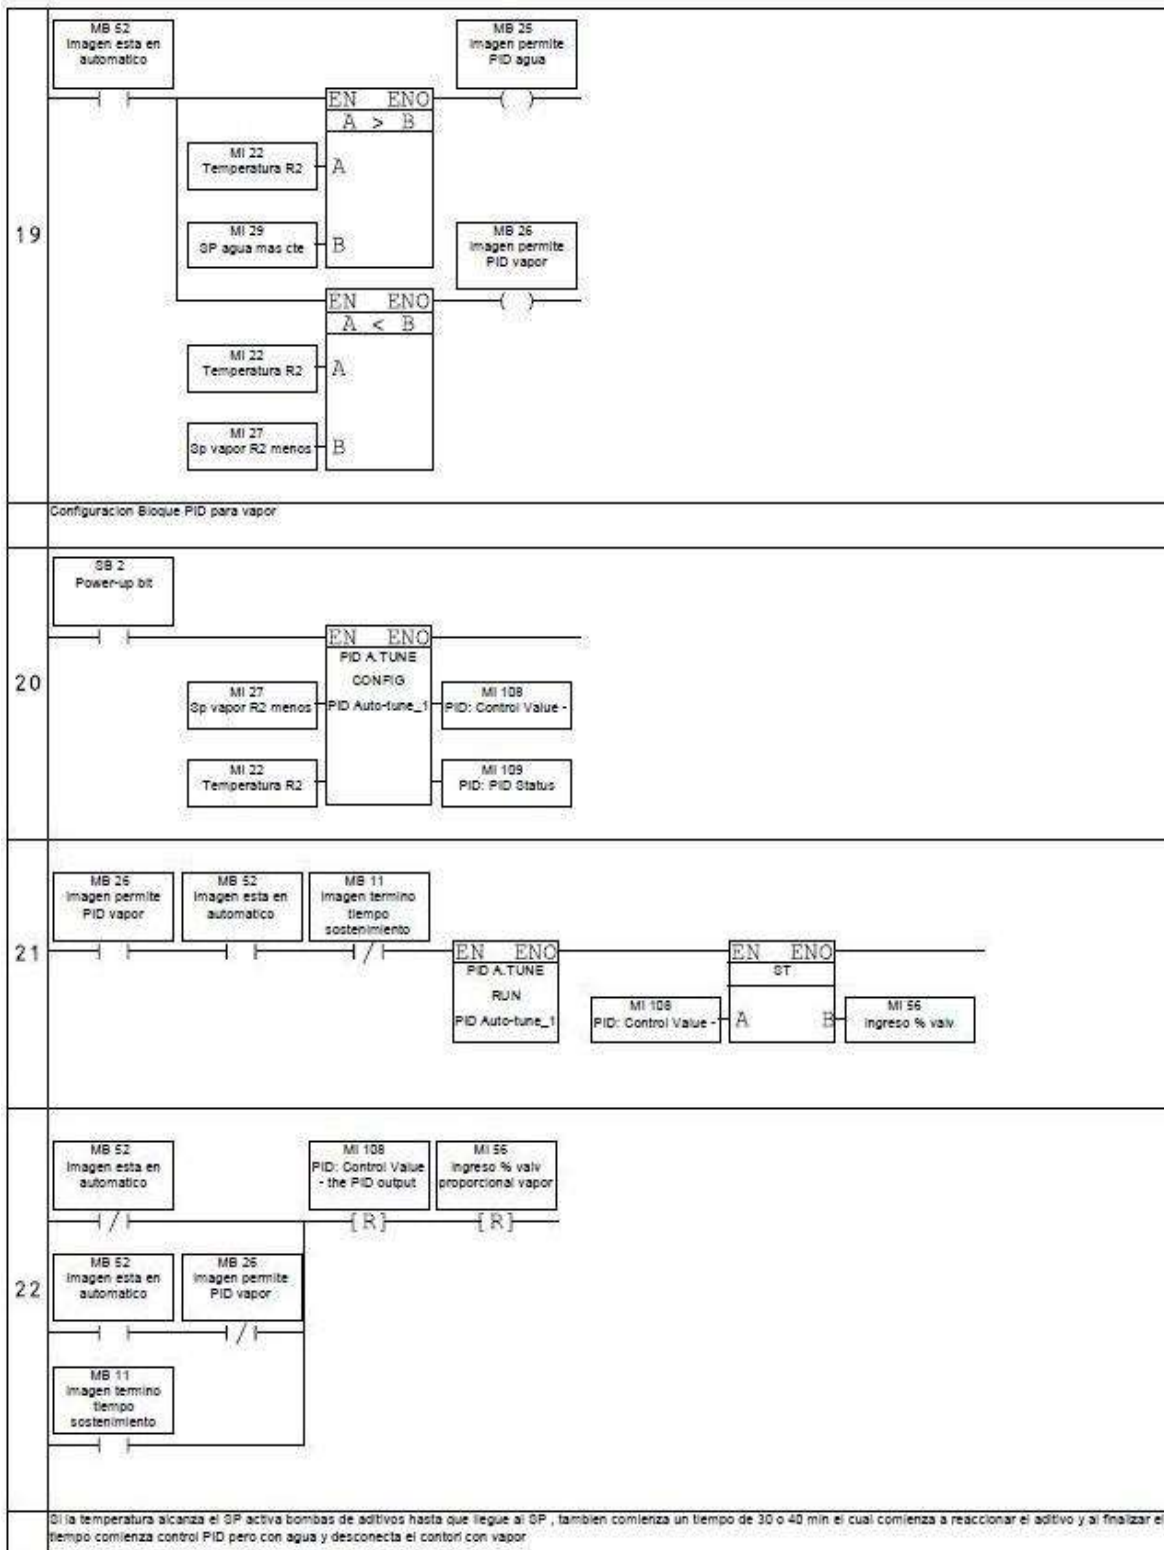 MB 52
Imagen esta en
automatico
MB 25
Imagen permite
PID agua
EN ENO
A > B
MI 22
Temperatura R2
A
19
MI 29
SP agua mas cte
B
MB 26
Imagen permite
PID vapor
EN ENO
A < B
MI 22
Temperatura R2
A
MI 27
Sp vapor R2 menos
B
Configuracion Bloque PID para vapor
SB 2
Power-up bit
EN ENO
PID A.TUNE
CONFIG
PID Auto-tune_1
20
MI 27
Sp vapor R2 menos
MI 108
PID: Control Value -
MI 22
Temperatura R2
MI 109
PID: PID Status
MB 26
Imagen permite
PID vapor
MB 52
Imagen esta en
automatico
MB 11
Imagen termino
tiempo
sostenimiento
21
EN ENO
PID A.TUNE
RUN
PID Auto-tune_1
EN ENO
ST
MI 108
PID: Control Value -
A
B
MI 56
Ingreso % valv
MB 52
Imagen esta en
automatico
MI 108
PID: Control Value
- the PID output
MI 56
Ingreso % valv
proporcional vapor
[R]
[R]
22
MB 52
Imagen esta en
automatico
MB 26
Imagen permite
PID vapor
MB 11
Imagen termino
tiempo
sostenimiento
Si la temperatura alcanza el SP activa bombas de aditivos hasta que llegue al SP , tambien comienza un tiempo de 30 o 40 min el cual comienza a reaccionar el aditivo y al finalizar el
tiempo comienza control PID pero con agua y desconecta el contorl con vapor